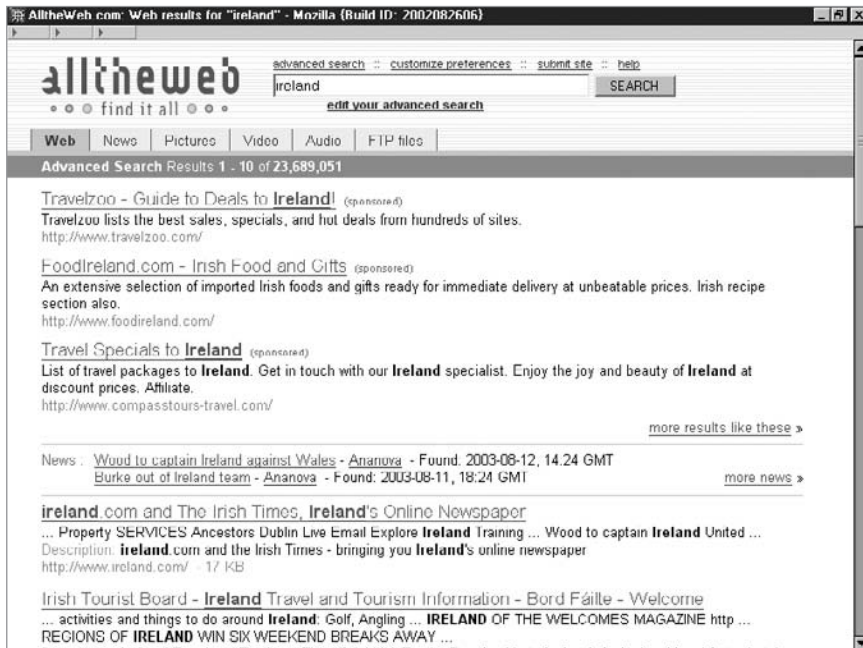 AlltheWeb.com: Web results for "ireland" - Mozilla {Build ID: 2002082606}
alltheweb
find it all
advanced search :: customize preferences :: submit site :: help
ireland
SEARCH
edit your advanced search
Web News Pictures Video Audio FTP files
Advanced Search Results 1 - 10 of 23,689,051
Travelzoo - Guide to Deals to Ireland! (sponsored)
Travelzoo lists the best sales, specials, and hot deals from hundreds of sites.
http://www.travelzoo.com/
FoodIreland.com - Irish Food and Gifts (sponsored)
An extensive selection of imported Irish foods and gifts ready for immediate delivery at unbeatable prices. Irish recipe
section also.
http://www.foodireland.com/
Travel Specials to Ireland (sponsored)
List of travel packages to Ireland. Get in touch with our Ireland specialist. Enjoy the joy and beauty of Ireland at
discount prices. Affiliate.
http://www.compasstours-travel.com/
more results like these »
News : Wood to captain Ireland against Wales - Ananova - Found: 2003-08-12, 14.24 GMT
Burke out of Ireland team - Ananova - Found: 2003-08-11, 18:24 GMT
more news »
ireland.com and The Irish Times, Ireland's Online Newspaper
... Property SERVICES Ancestors Dublin Live Email Explore Ireland Training ... Wood to captain Ireland United ...
Description: ireland.com and the Irish Times - bringing you Ireland's online newspaper
http://www.ireland.com/ - 17 KB
Irish Tourist Board - Ireland Travel and Tourism Information - Bord Fáilte - Welcome
... activities and things to do around Ireland: Golf, Angling ... IRELAND OF THE WELCOMES MAGAZINE http ...
REGIONS OF IRELAND WIN SIX WEEKEND BREAKS AWAY ...